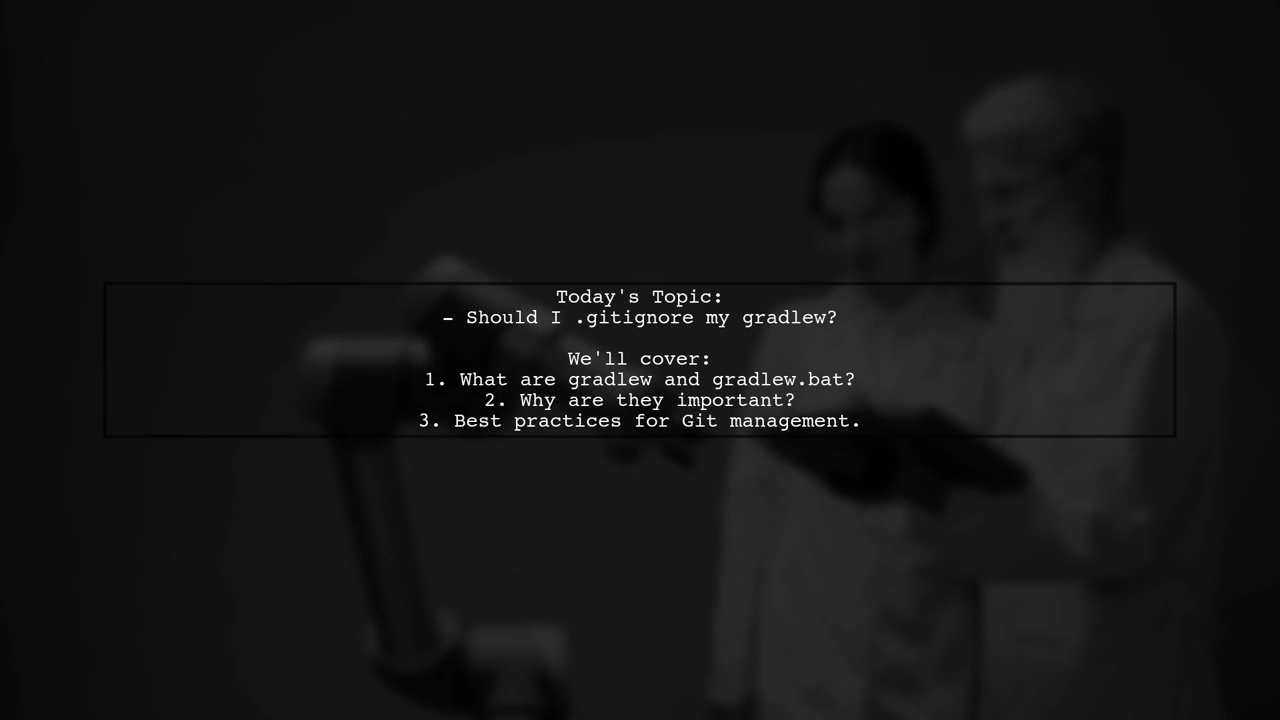 Today's Topic:
– Should I .gitignore my gradlew?
We'll cover:
1. What are gradlew and gradlew.bat?
2. Why are they important?
3. Best practices for Git management.